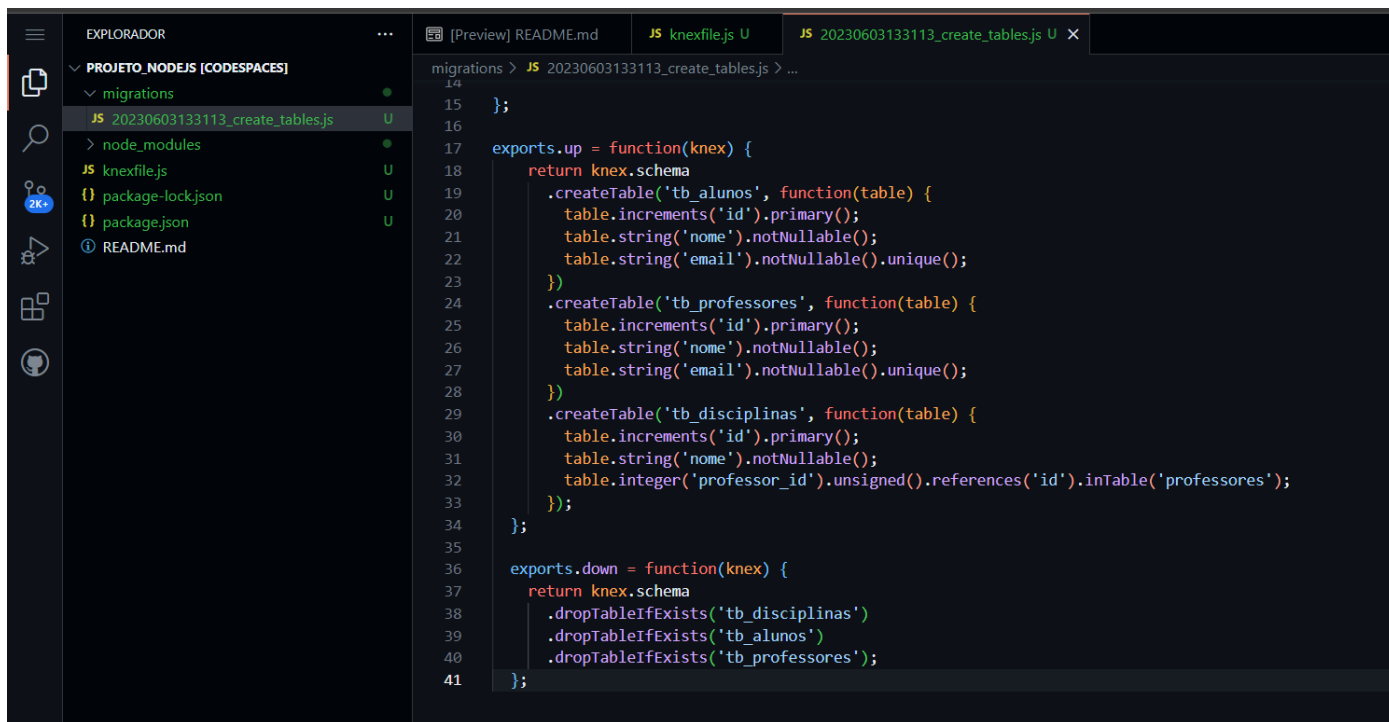 EXPLORADOR ...
PROJETO_NODEJS [CODESPACES]
migrations
JS 20230603133113_create_tables.js U
node_modules
JS knexfile.js U
{} package-lock.json U
{} package.json U
README.md
2K+
[Preview] README.md JS knexfile.js U JS 20230603133113_create_tables.js U
migrations > JS 20230603133113_create_tables.js > ...
14
15 };
16
17 exports.up = function(knex) {
18 return knex.schema
19 .createTable('tb_alunos', function(table) {
20 table.increments('id').primary();
21 table.string('nome').notNullable();
22 table.string('email').notNullable().unique();
23 })
24 .createTable('tb_professores', function(table) {
25 table.increments('id').primary();
26 table.string('nome').notNullable();
27 table.string('email').notNullable().unique();
28 })
29 .createTable('tb_disciplinas', function(table) {
30 table.increments('id').primary();
31 table.string('nome').notNullable();
32 table.integer('professor_id').unsigned().references('id').inTable('professores');
33 });
34 };
35
36 exports.down = function(knex) {
37 return knex.schema
38 .dropTableIfExists('tb_disciplinas')
39 .dropTableIfExists('tb_alunos')
40 .dropTableIfExists('tb_professores');
41 };